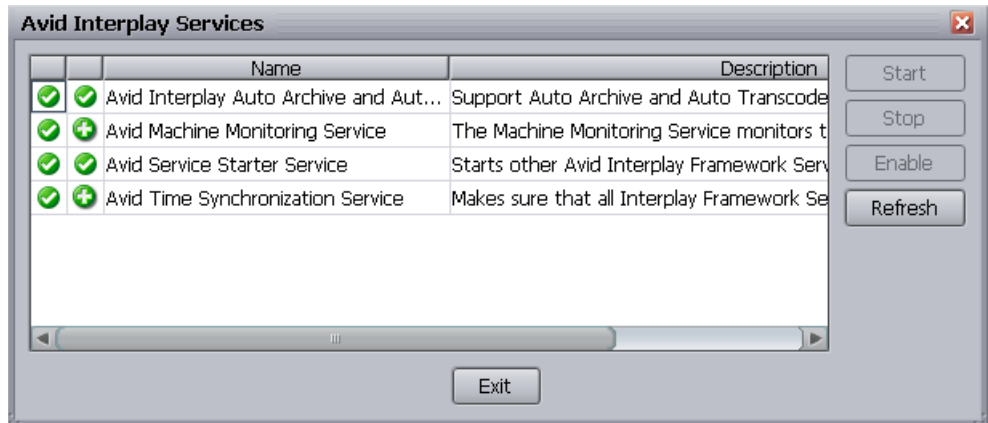 Avid Interplay Services
Name Description
Avid Interplay Auto Archive and Aut... Support Auto Archive and Auto Transcode
Avid Machine Monitoring Service The Machine Monitoring Service monitors t
Avid Service Starter Service Starts other Avid Interplay Framework Serv
Avid Time Synchronization Service Makes sure that all Interplay Framework Se
Start
Stop
Enable
Refresh
Exit